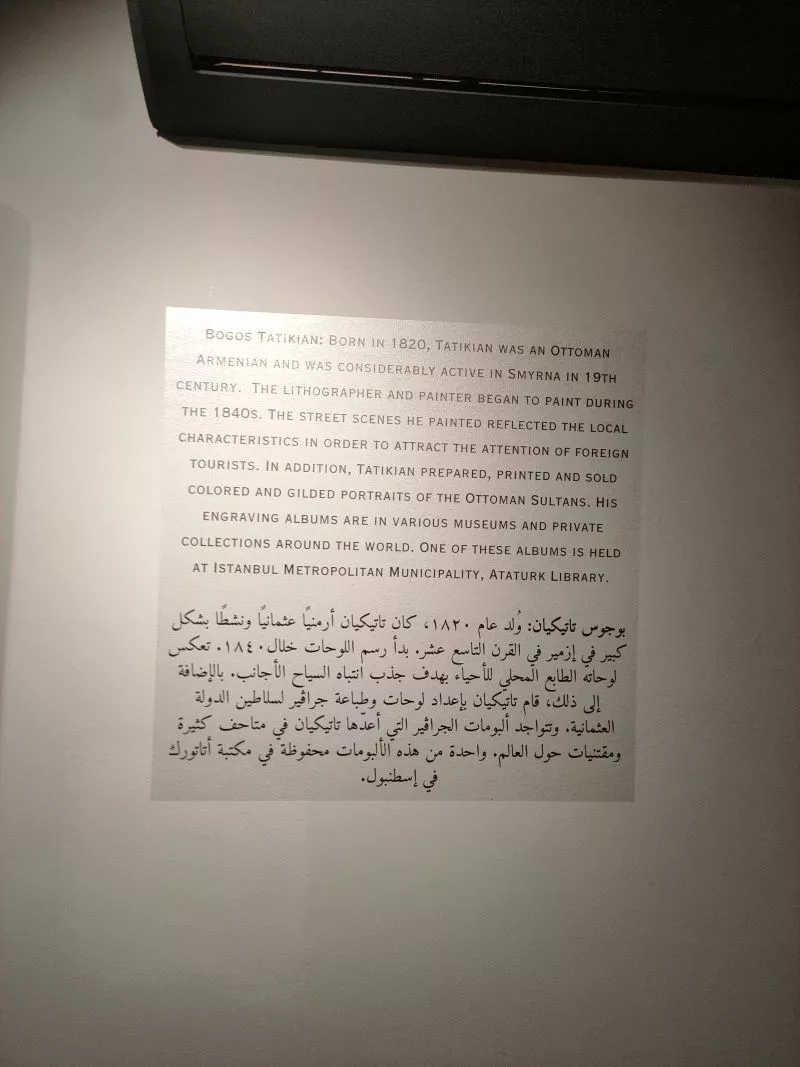 BOGOS TATIKIAN: BORN IN 1820, TATIKIAN WAS AN OTTOMAN
ARMENIAN AND WAS CONSIDERABLY ACTIVE IN SMYRNA IN 19TH
CENTURY. THE LITHOGRAPHER AND PAINTER BEGAN TO PAINT DURING
THE 1840S. THE STREET SCENES HE PAINTED REFLECTED THE LOCAL
CHARACTERISTICS IN ORDER TO ATTRACT THE ATTENTION OF FOREIGN
TOURISTS. IN ADDITION, TATIKIAN PREPARED, PRINTED AND SOLD
COLORED AND GILDED PORTRAITS OF THE OTTOMAN SULTANS. HIS
ENGRAVING ALBUMS ARE IN VARIOUS MUSEUMS AND PRIVATE
COLLECTIONS AROUND THE WORLD. ONE OF THESE ALBUMS IS HELD
AT ISTANBUL METROPOLITAN MUNICIPALITY, ATATURK LIBRARY.
بوجوس تاتيكيان: وُلد عام ١٨٢٠، كان تاتيكيان أرمنيًا عثمانيًا ونشطًا بشكل
كبير في إزمير في القرن التاسع عشر. بدأ رسم اللوحات خلال ١٨٤٠. تعكس
لوحاته الطابع المحلي للأحياء بهدف جذب انتباه السياح الأجانب. بالإضافة
إلى ذلك، قام تاتيكيان بإعداد لوحات وطباعة جراڤير لسلاطين الدولة
العثمانية. وتتواجد ألبومات الجراڤير التي أعدّها تاتيكيان في متاحف كثيرة
ومقتنيات حول العالم. واحدة من هذه الألبومات محفوظة في مكتبة أتاتورك
في إسطنبول.